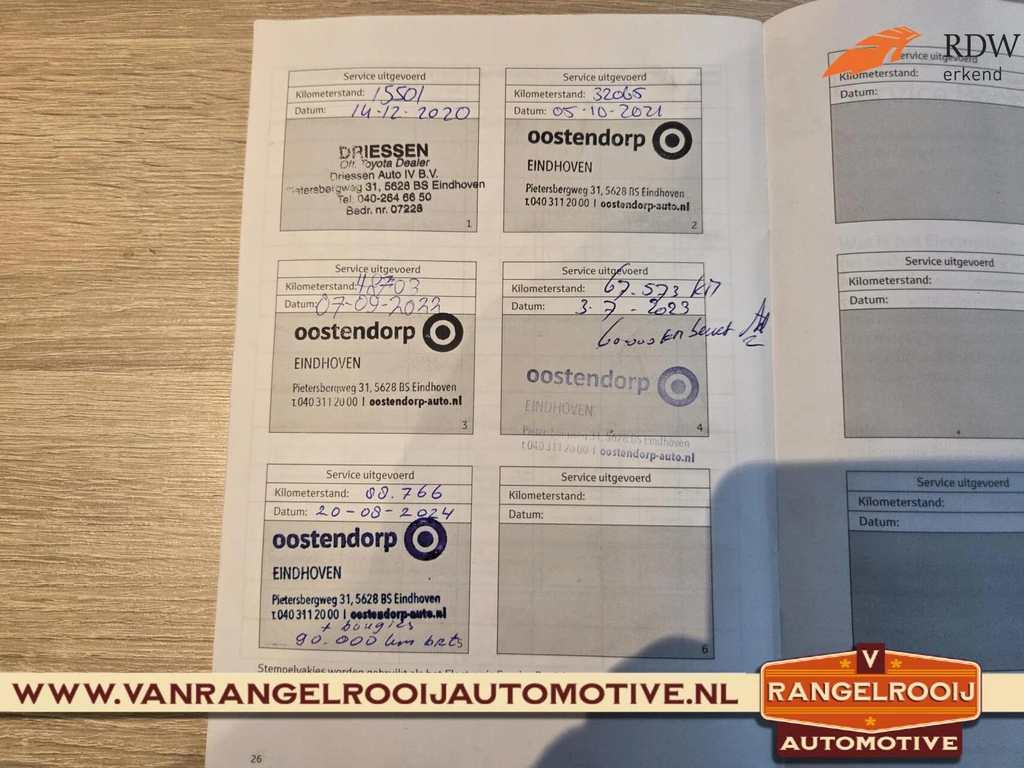 Service uitgevoerd
Kilometerstand: 15501
Datum: 14-12-2020
DRIESSEN
Off. Toyota Dealer
Driessen Auto IV B.V.
Pietersbergweg 31, 5628 BS Eindhoven
Tel. 040-264 66 50
Bedr. nr. 07228
1
Service uitgevoerd
Kilometerstand: 32065
Datum: 05-10-2021
oostendorp
EINDHOVEN
Pietersbergweg 31, 5628 BS Eindhoven
t.040 311 20 00 | oostendorp-auto.nl
2
Service uitgevoerd
Kilometerstand: 48703
Datum: 07-09-2022
oostendorp
EINDHOVEN
Pietersbergweg 31, 5628 BS Eindhoven
t.040 311 20 00 | oostendorp-auto.nl
3
Service uitgevoerd
Kilometerstand: 67.573 km
Datum: 3-7-2023
60.000 km beurt
oostendorp
EINDHOVEN
Pietersbergweg 31, 5628 BS Eindhoven
t 040 311 20 00 | oostendorp-auto.nl
4
Service uitgevoerd
Kilometerstand: 88.766
Datum: 20-08-2024
oostendorp
EINDHOVEN
Pietersbergweg 31, 5628 BS Eindhoven
t.040 311 20 00 | oostendorp-auto.nl
+ bougies
90.000 km brt
5
Service uitgevoerd
Kilometerstand:
Datum:
6
26
Service uitgevoerd
Kilometerstand:
Datum:
Service uitgevoerd
Kilometerstand:
Datum:
Service uitgevoerd
Kilometerstand:
Datum:
RDW
erkend
WWW.VANRANGELROOIJAUTOMOTIVE.NL
V
RANGELROOIJ
AUTOMOTIVE